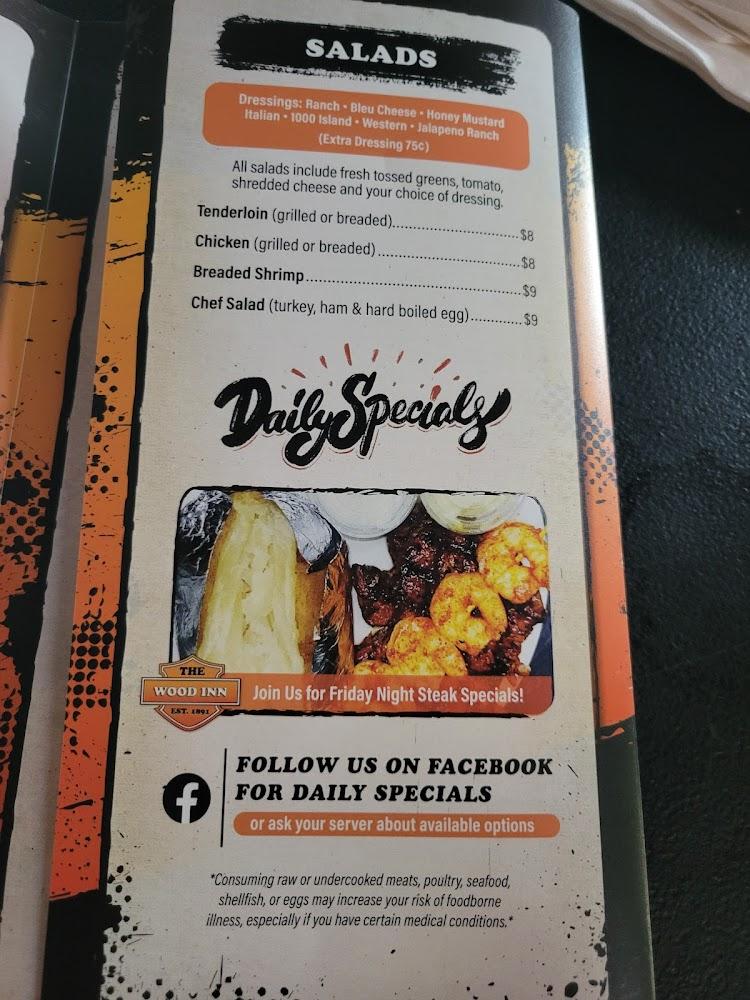 SALADS
Dressings: Ranch • Bleu Cheese • Honey Mustard
Italian • 1000 Island • Western • Jalapeno Ranch
(Extra Dressing 75¢)
All salads include fresh tossed greens, tomato,
shredded cheese and your choice of dressing.
Tenderloin (grilled or breaded)..................................$8
Chicken (grilled or breaded)......................................$8
Breaded Shrimp..........................................................$9
Chef Salad (turkey, ham & hard boiled egg).............$9
Daily Specials
THE
WOOD INN
EST. 1891
Join Us for Friday Night Steak Specials!
FOLLOW US ON FACEBOOK
FOR DAILY SPECIALS
or ask your server about available options
*Consuming raw or undercooked meats, poultry, seafood,
shellfish, or eggs may increase your risk of foodborne
illness, especially if you have certain medical conditions.*